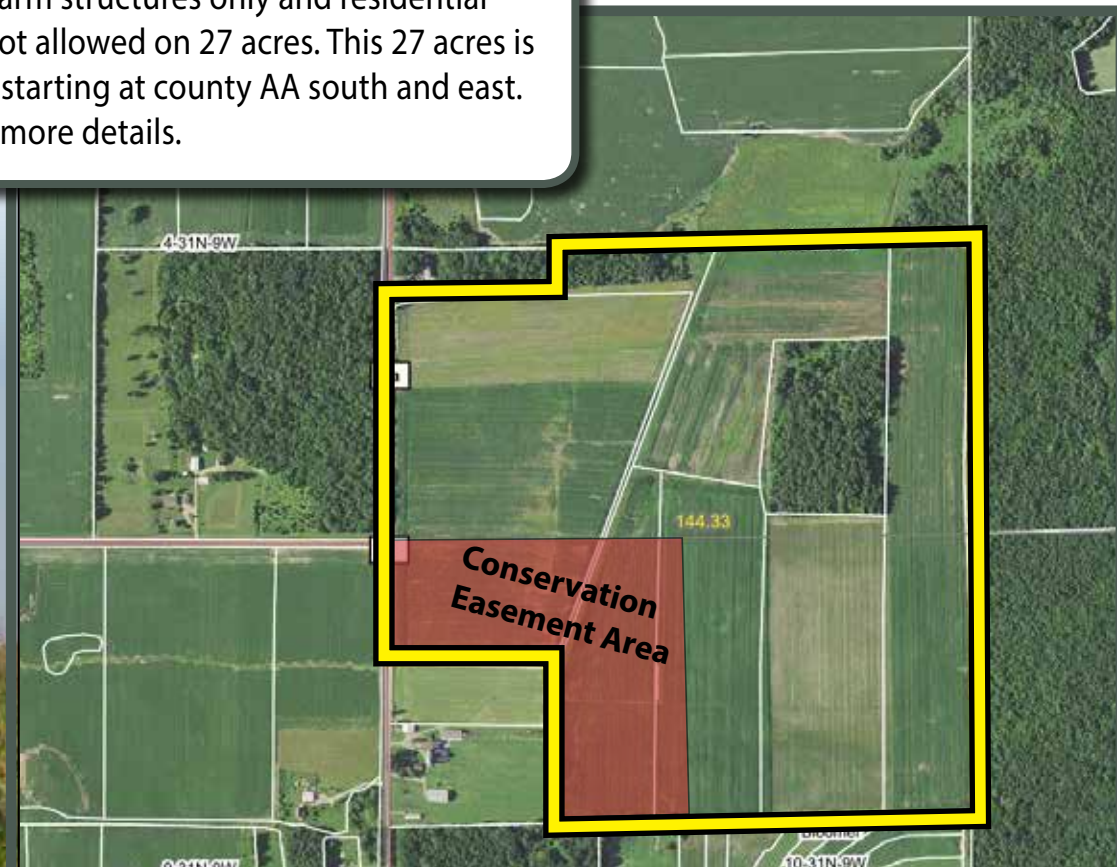 arm structures only and residential
ot allowed on 27 acres. This 27 acres is
starting at county AA south and east.
more details.
4-31N-9W
144.33
Conservation
Easement Area
Bloomer
10-31N-9W